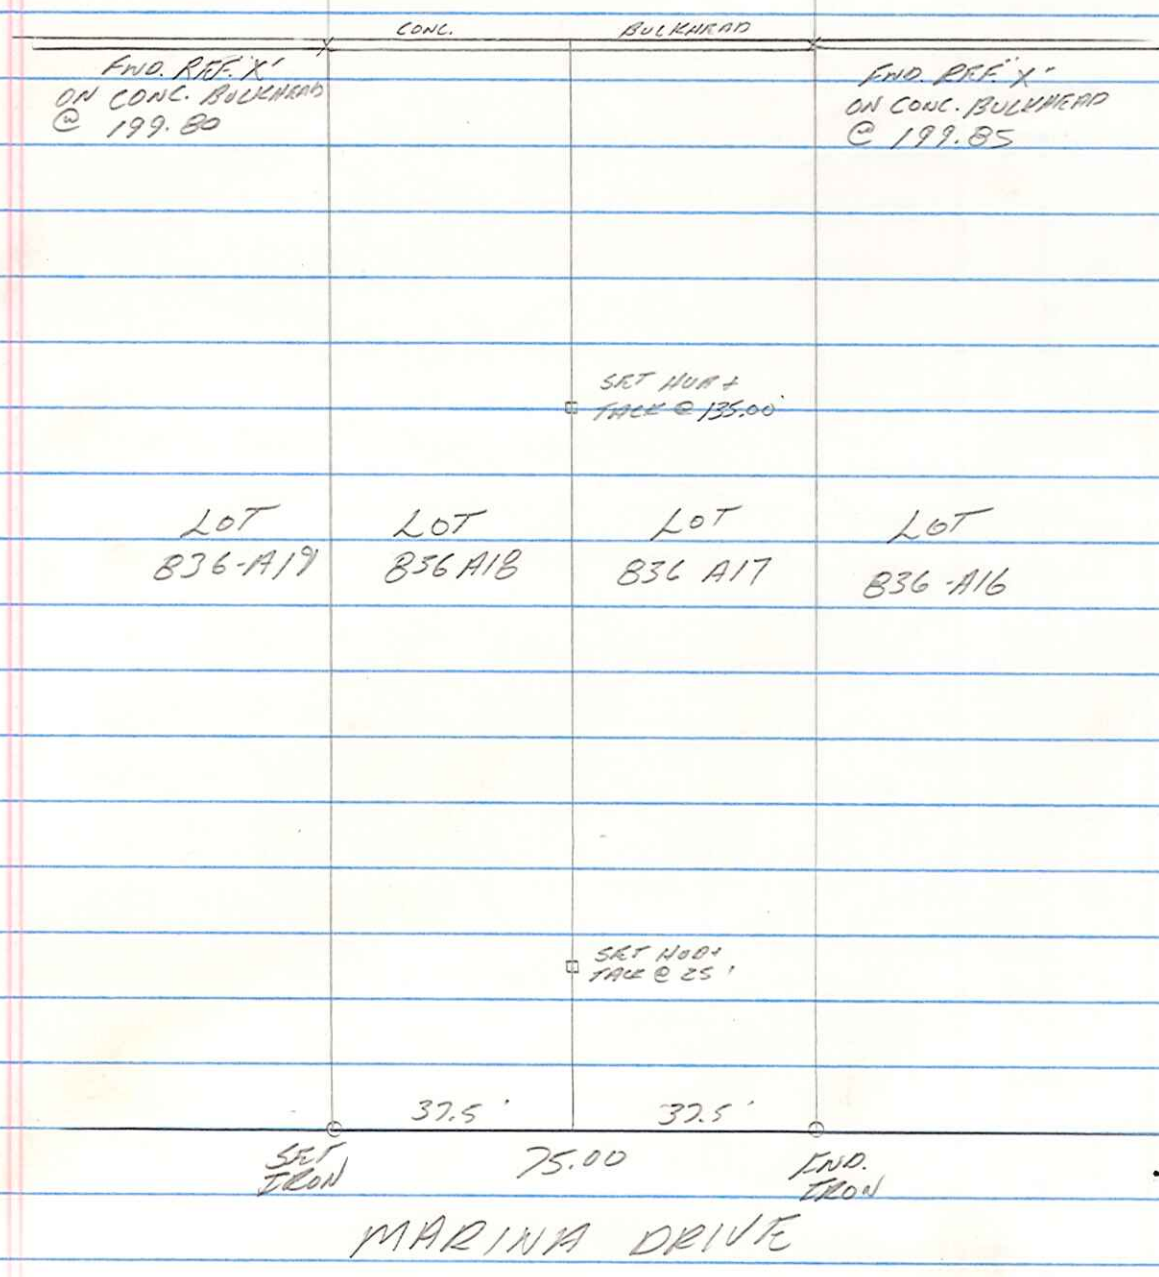 CONC. BULKHEAD
FND. REF. "X"
ON CONC. BULKHEAD
@ 199.80
FND. REF. "X"
ON CONC. BULKHEAD
@ 199.85
SET HUB +
TACK @ 135.00'
LOT
836-A19
LOT
836 A18
LOT
836 A17
LOT
836-A16
SET HUB +
TACK @ 25'
37.5'
37.5'
SET
IRON
75.00
FND.
IRON
MARINA DRIVE